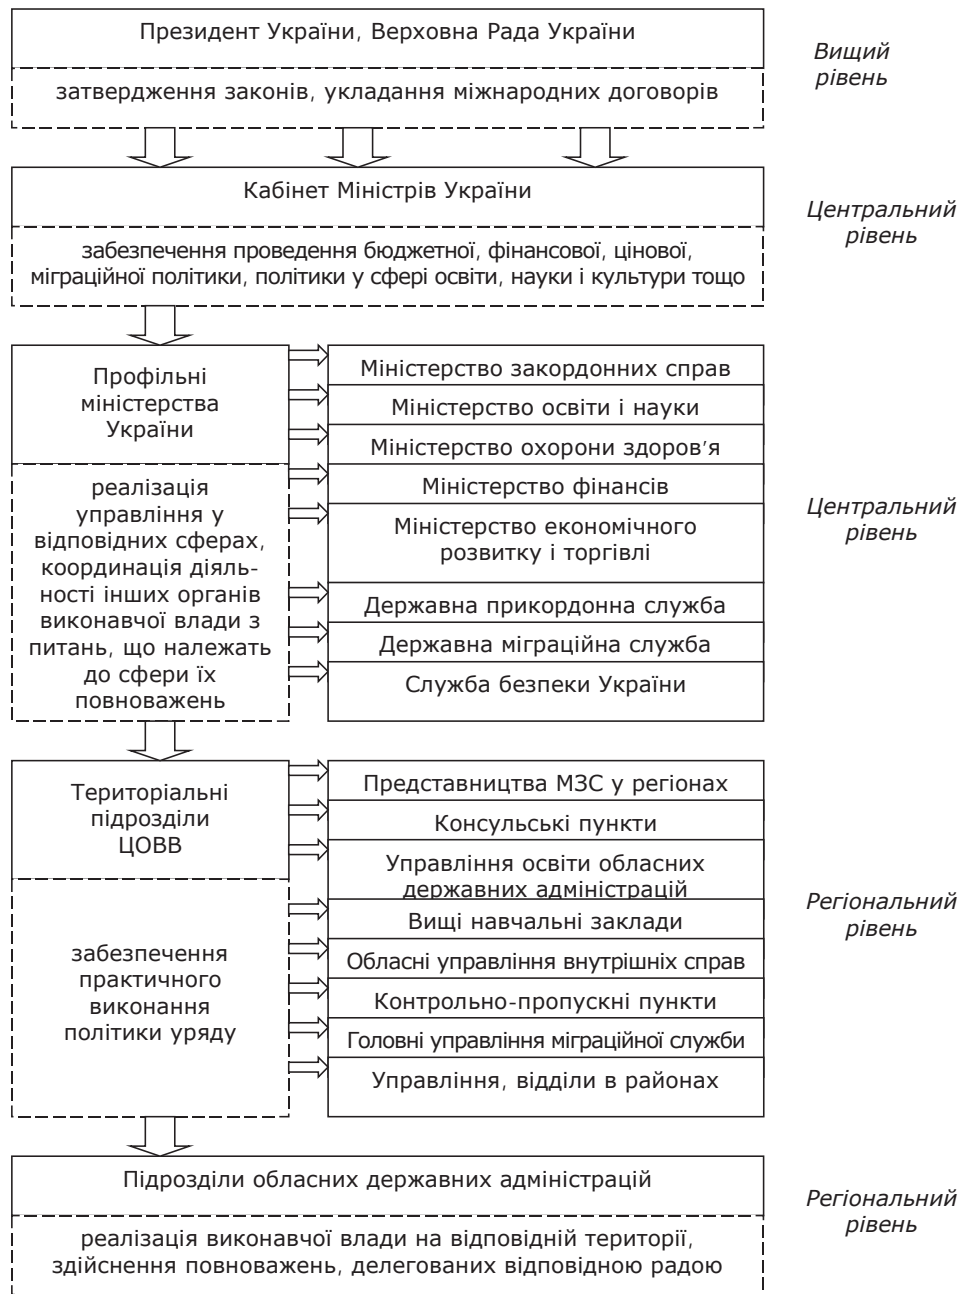 Президент України, Верховна Рада України
Вищий
рівень
затвердження законів, укладання міжнародних договорів
Кабінет Міністрів України
Центральний
рівень
забезпечення проведення бюджетної, фінансової, цінової,
міграційної політики, політики у сфері освіти, науки і культури тощо
Профільні
міністерства
України
реалізація
управління у
відповідних сферах,
координація діяль-
ності інших органів
виконавчої влади з
питань, що належать
до сфери їх
повноважень
Міністерство закордонних справ
Міністерство освіти і науки
Міністерство охорони здоров’я
Міністерство фінансів
Міністерство економічного
розвитку і торгівлі
Державна прикордонна служба
Державна міграційна служба
Служба безпеки України
Центральний
рівень
Територіальні
підрозділи
ЦОВВ
забезпечення
практичного
виконання
політики уряду
Представництва МЗС у регіонах
Консульські пункти
Управління освіти обласних
державних адміністрацій
Вищі навчальні заклади
Обласні управління внутрішніх справ
Контрольно-пропускні пункти
Головні управління міграційної служби
Управління, відділи в районах
Регіональний
рівень
Підрозділи обласних державних адміністрацій
Регіональний
рівень
реалізація виконавчої влади на відповідній території,
здійснення повноважень, делегованих відповідною радою